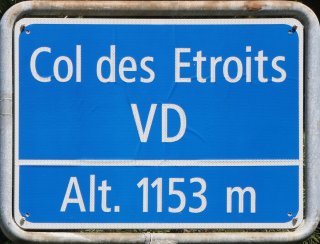 Col des Etroits
VD
Alt. 1153 m